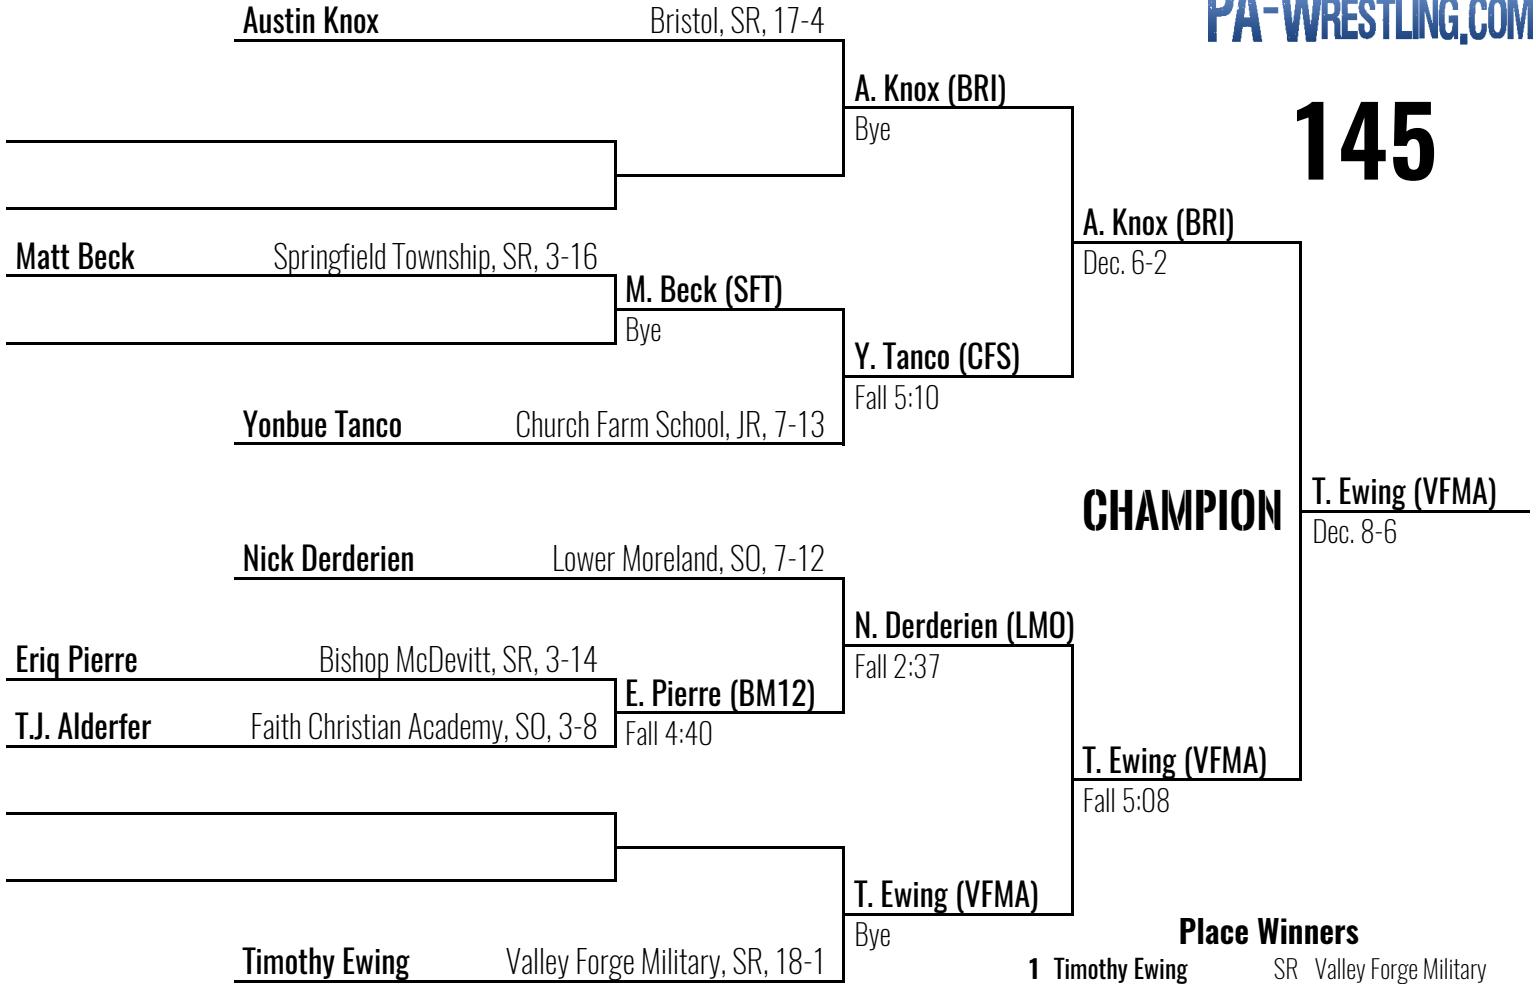 PA-WRESTLING.COM
145
Austin Knox Bristol, SR, 17-4
A. Knox (BRI)
Bye
A. Knox (BRI)
Dec. 6-2
Matt Beck Springfield Township, SR, 3-16
M. Beck (SFT)
Bye
Y. Tanco (CFS)
Fall 5:10
Yonbue Tanco Church Farm School, JR, 7-13
CHAMPION
T. Ewing (VFMA)
Dec. 8-6
Nick Derderien Lower Moreland, SO, 7-12
N. Derderien (LMO)
Fall 2:37
Eriq Pierre Bishop McDevitt, SR, 3-14
E. Pierre (BM12)
Fall 4:40
T.J. Alderfer Faith Christian Academy, SO, 3-8
T. Ewing (VFMA)
Fall 5:08
T. Ewing (VFMA)
Bye
Timothy Ewing Valley Forge Military, SR, 18-1
Place Winners
1 Timothy Ewing SR Valley Forge Military